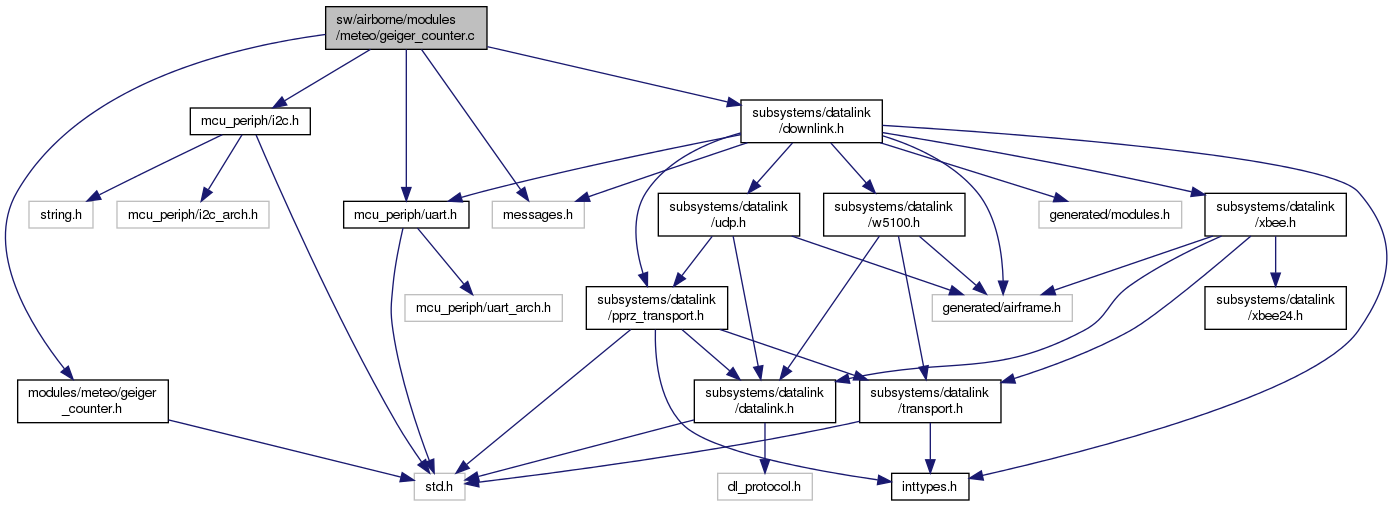 sw/airborne/modules
/meteo/geiger_counter.c
mcu_periph/i2c.h
subsystems/datalink
/downlink.h
string.h
mcu_periph/i2c_arch.h
mcu_periph/uart.h
messages.h
subsystems/datalink
/udp.h
subsystems/datalink
/w5100.h
generated/modules.h
subsystems/datalink
/xbee.h
mcu_periph/uart_arch.h
subsystems/datalink
/pprz_transport.h
generated/airframe.h
subsystems/datalink
/xbee24.h
modules/meteo/geiger
_counter.h
subsystems/datalink
/datalink.h
subsystems/datalink
/transport.h
std.h
dl_protocol.h
inttypes.h